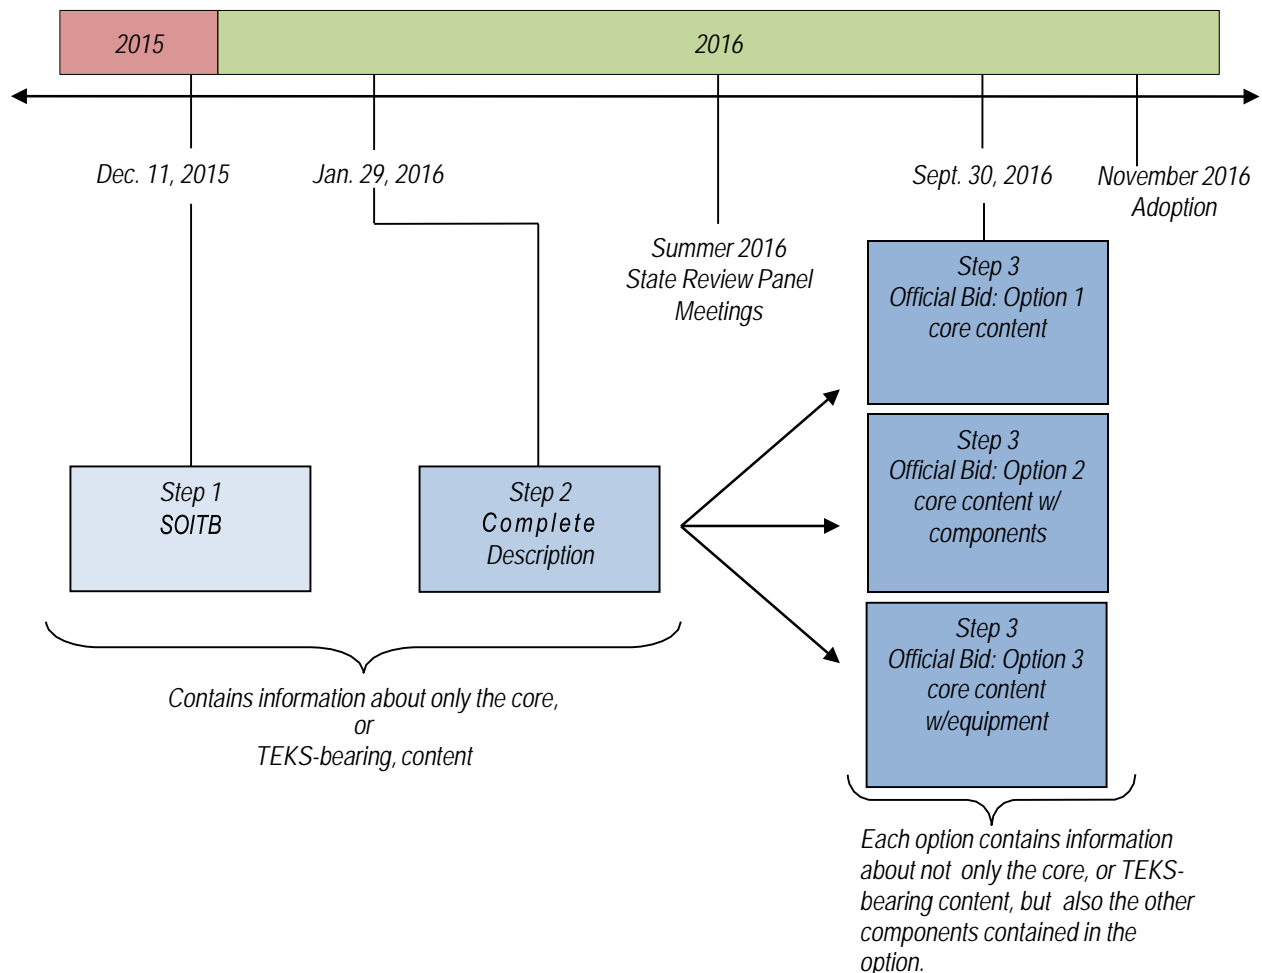 2015
2016
Dec. 11, 2015
Jan. 29, 2016
Sept. 30, 2016
November 2016
Adoption
Summer 2016
State Review Panel
Meetings
Step 1
SOITB
Step 2
Complete
Description
Step 3
Official Bid: Option 1
core content
Step 3
Official Bid: Option 2
core content w/
components
Step 3
Official Bid: Option 3
core content
w/equipment
Contains information about only the core,
or
TEKS-bearing, content
Each option contains information
about not only the core, or TEKS-
bearing content, but also the other
components contained in the
option.